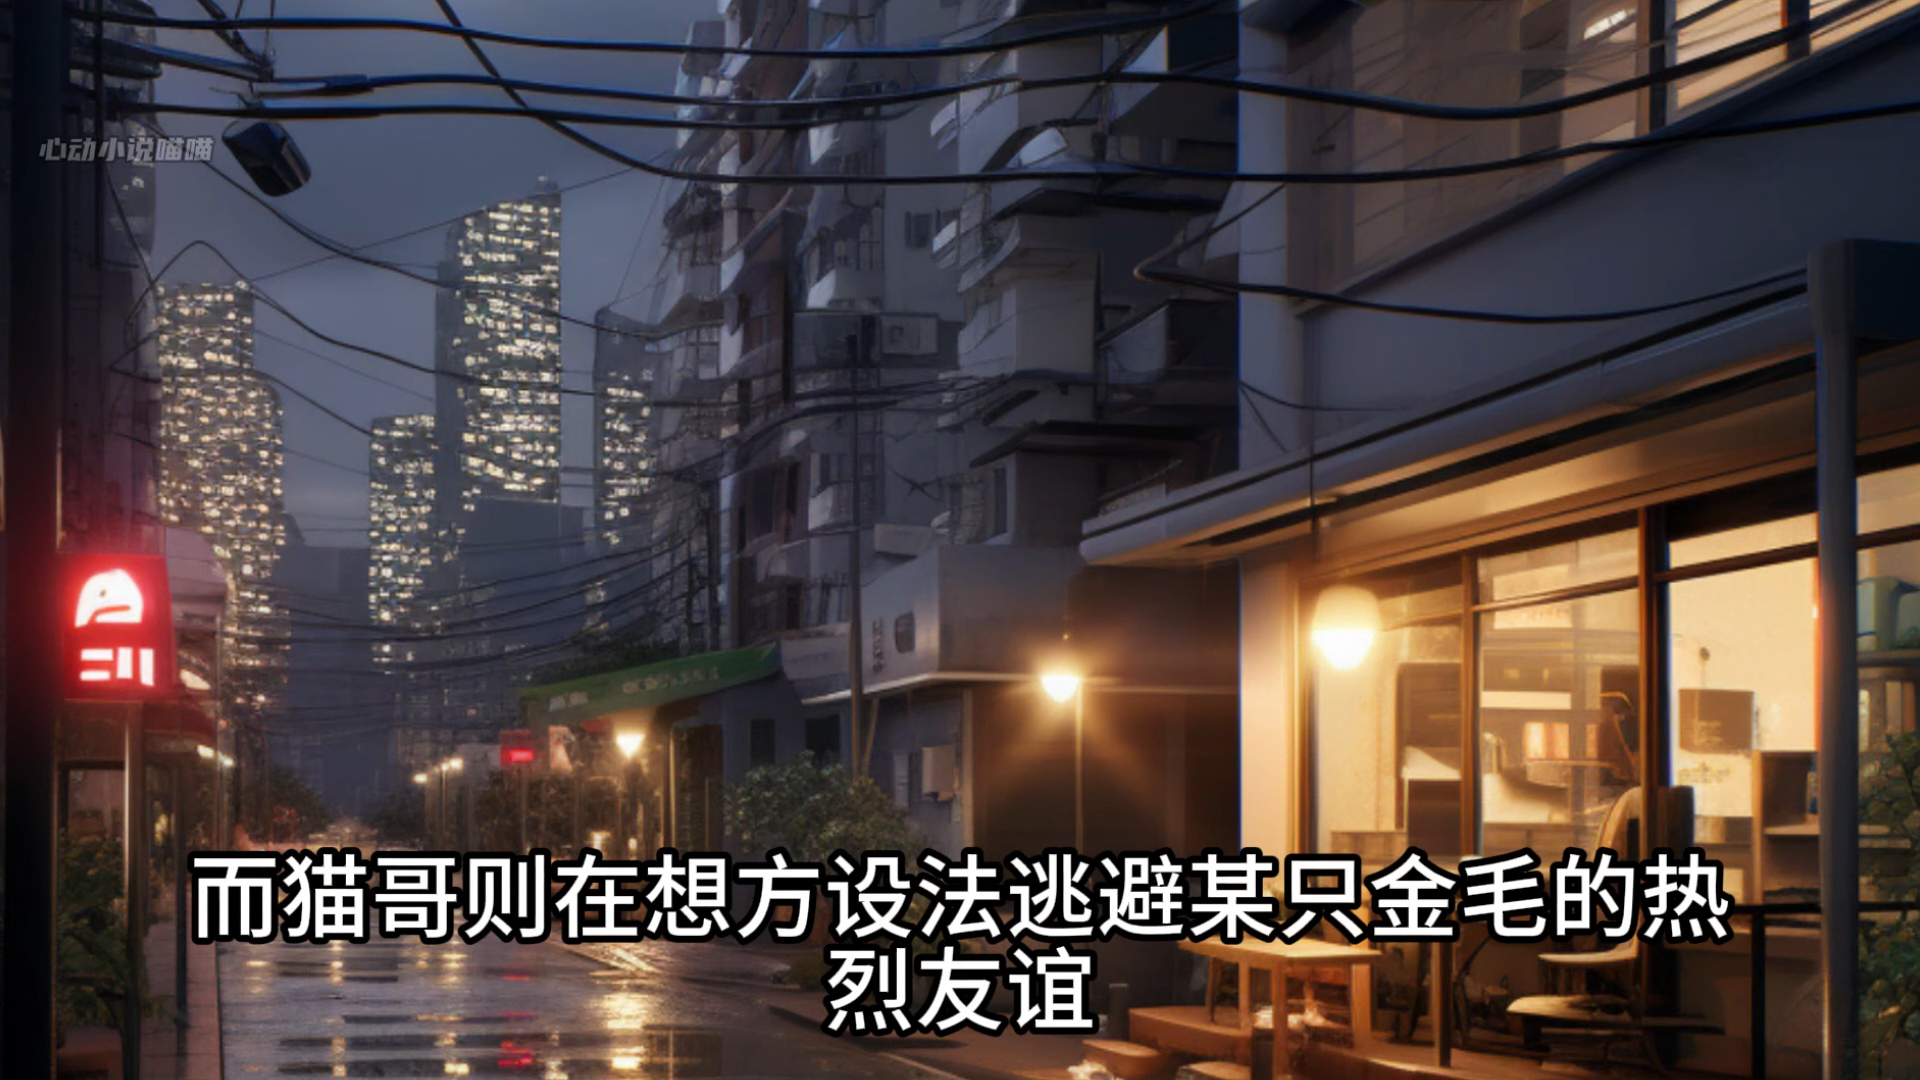 心动小说喵喵
而猫哥则在想方设法逃避某只金毛的热
烈友谊